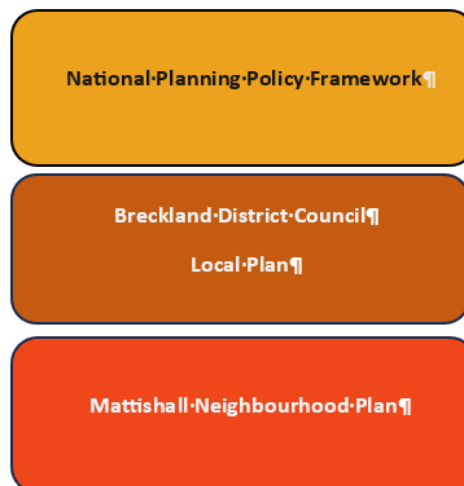 National·Planning·Policy·Framework¶
Breckland·District·Council¶
Local·Plan¶
Mattishall·Neighbourhood·Plan¶